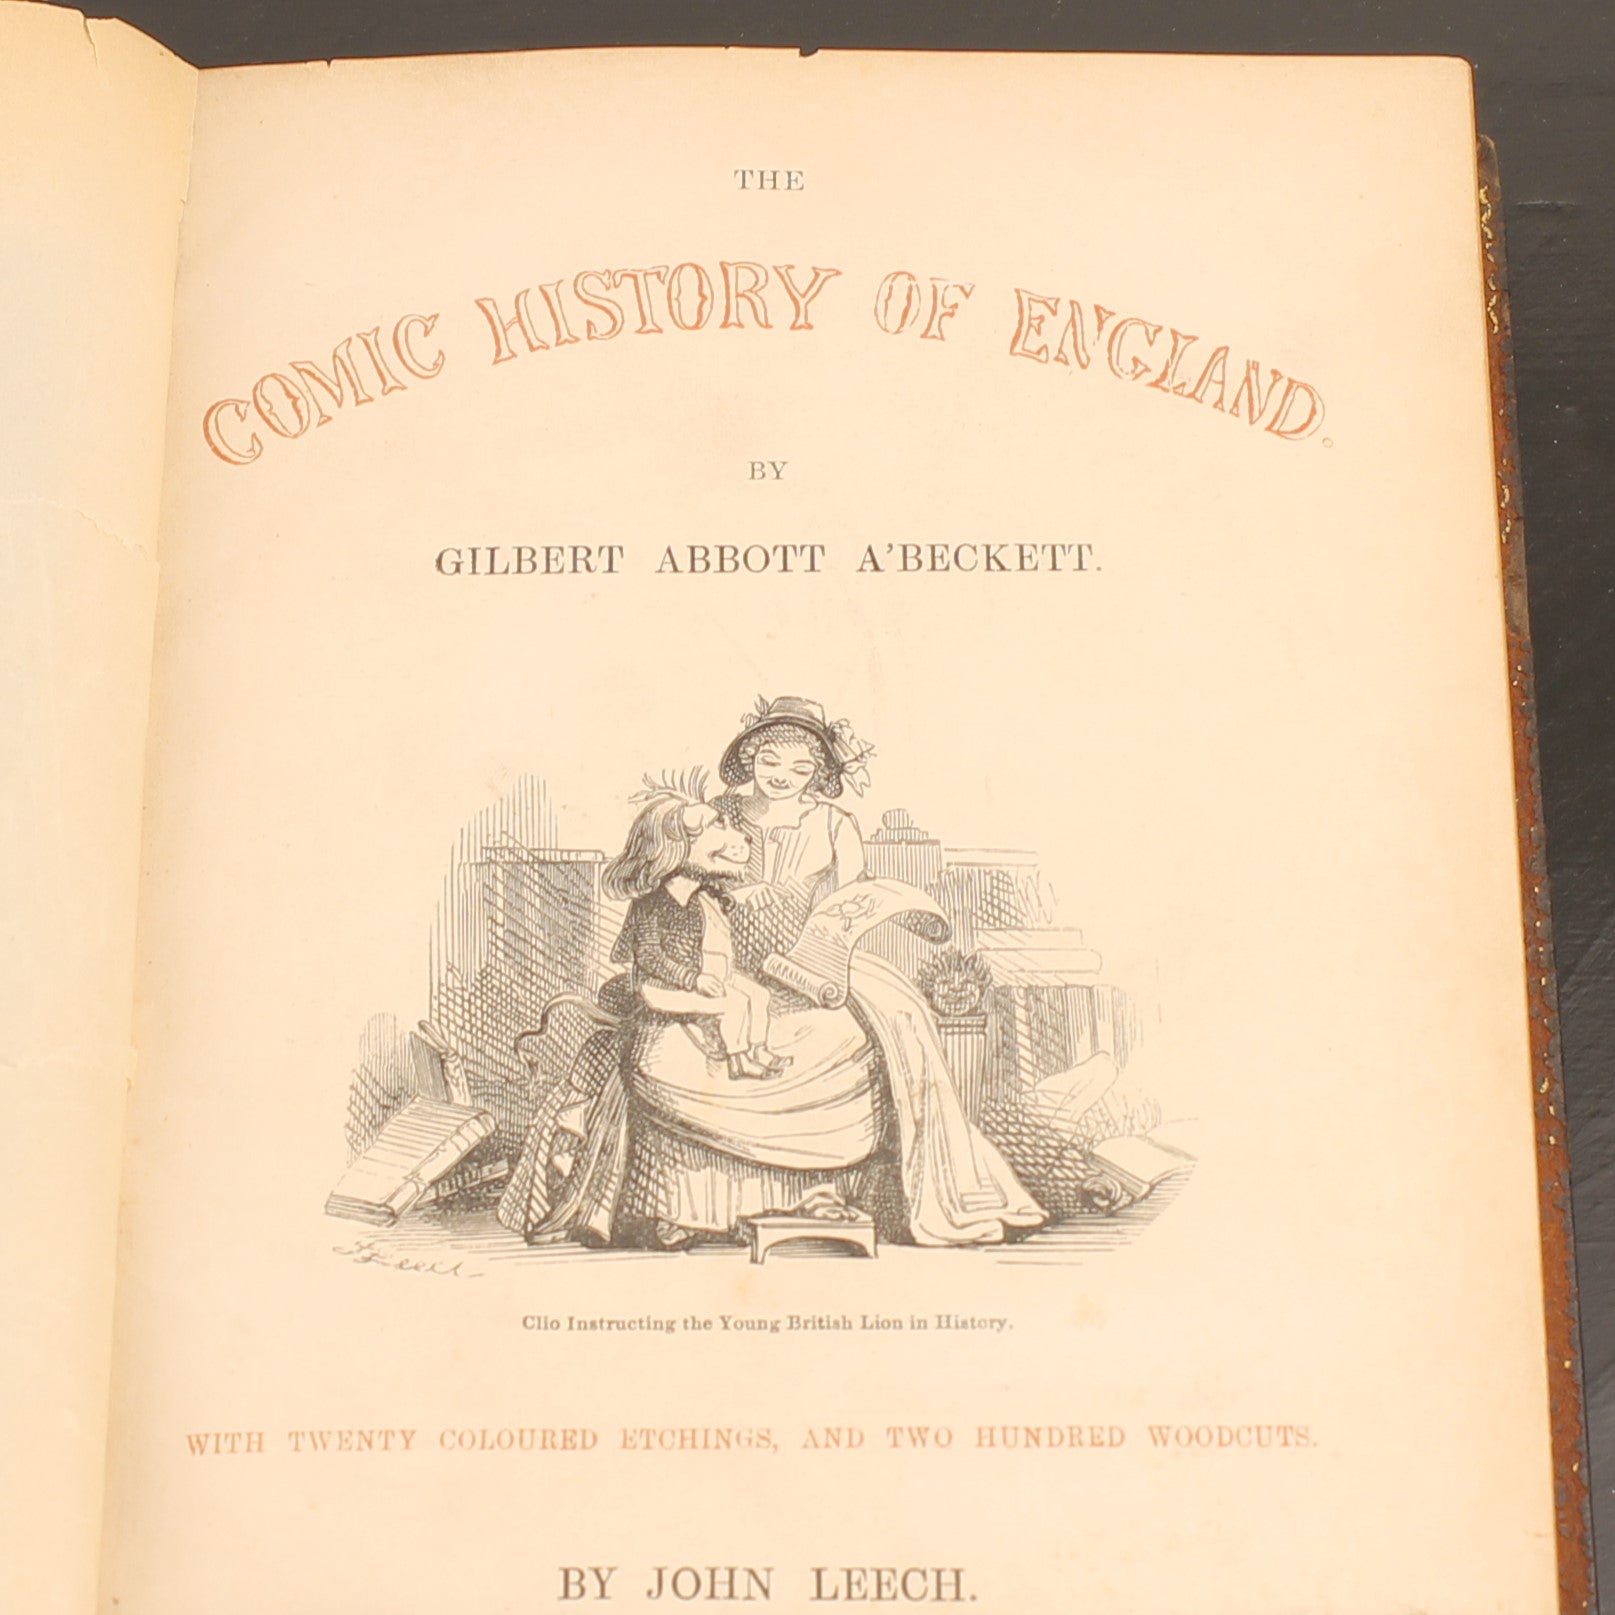 THE
COMIC HISTORY OF ENGLAND.
BY
GILBERT ABBOTT A'BECKETT.
J Leech
Clio Instructing the Young British Lion in History.
WITH TWENTY COLOURED ETCHINGS, AND TWO HUNDRED WOODCUTS.
BY JOHN LEECH.